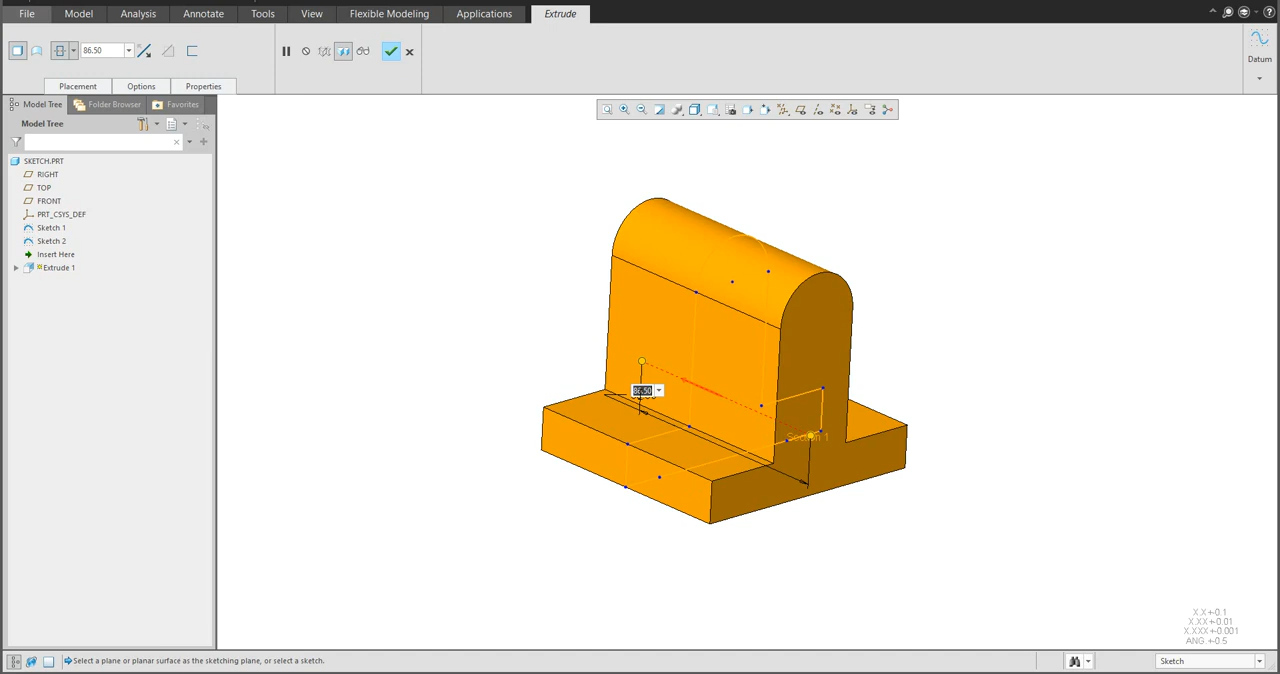 File Model Analysis Annotate Tools View Flexible Modeling Applications Extrude
86.50
Datum
Placement Options Properties
Model Tree Folder Browser Favorites
Model Tree
SKETCH.PRT
RIGHT
TOP
FRONT
PRT_CSYS_DEF
Sketch 1
Sketch 2
Insert Here
Extrude 1
86.50
Section 1
X.X+-0.1
X.XX+-0.01
X.XXX+-0.001
ANG.+-0.5
Select a plane or planar surface as the sketching plane, or select a sketch.
Sketch